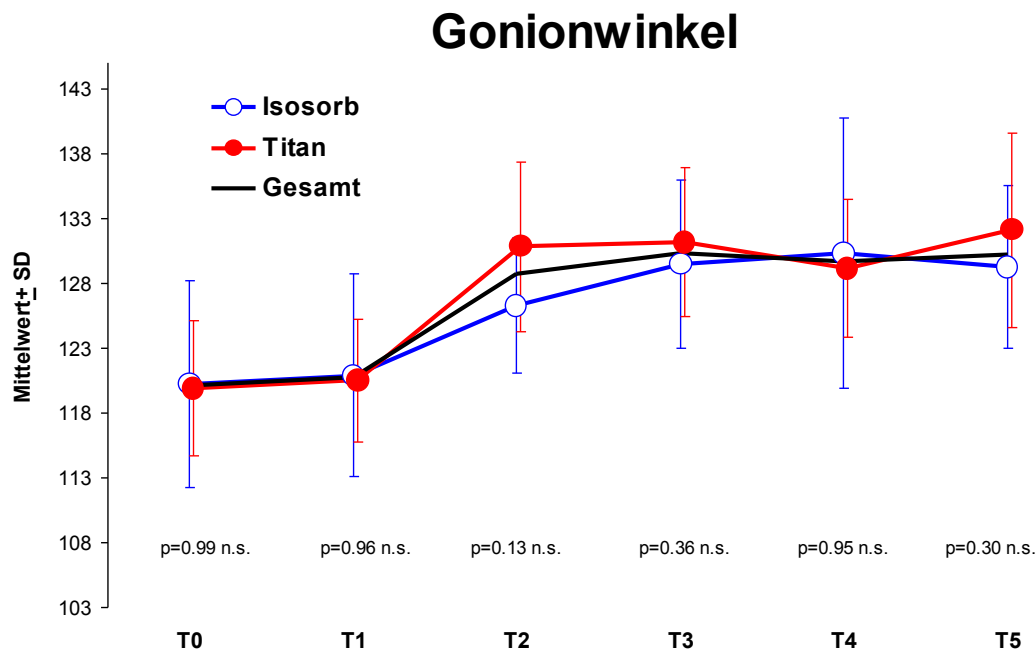 Gonionwinkel
143
138
133
128
123
118
113
108
103
Mittelwert+_SD
Isosorb
Titan
Gesamt
p=0.99 n.s. p=0.96 n.s. p=0.13 n.s. p=0.36 n.s. p=0.95 n.s. p=0.30 n.s.
T0 T1 T2 T3 T4 T5